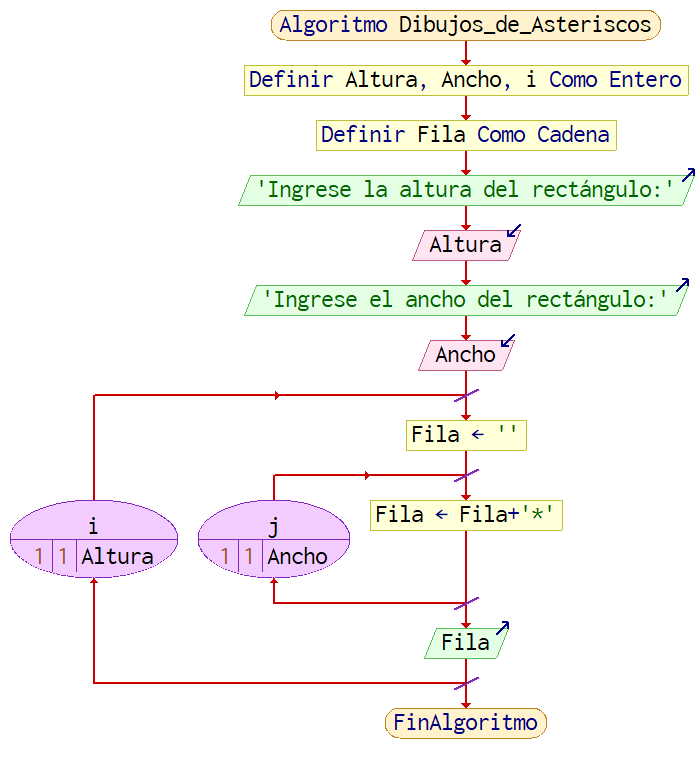 Algoritmo Dibujos_de_Asteriscos
Definir Altura, Ancho, i Como Entero
Definir Fila Como Cadena
'Ingrese la altura del rectángulo:'
Altura
'Ingrese el ancho del rectángulo:'
Ancho
Fila ← ''
i
1 1 Altura
j
1 1 Ancho
Fila ← Fila+'*'
Fila
FinAlgoritmo